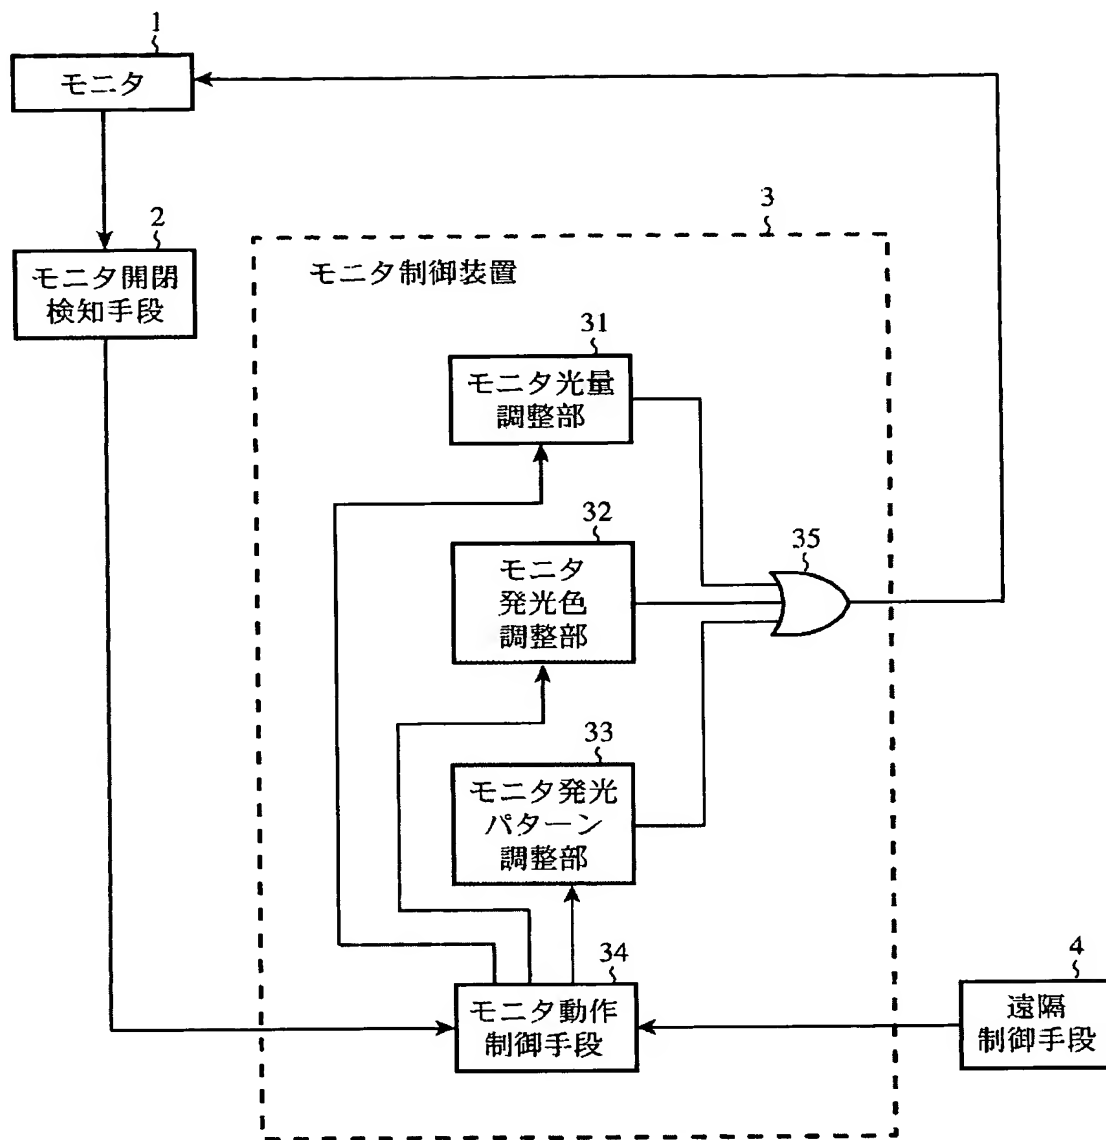 1
モニタ
2
モニタ開閉
検知手段
3
モニタ制御装置
31
モニタ光量
調整部
32
モニタ
発光色
調整部
35
33
モニタ発光
パターン
調整部
34
モニタ動作
制御手段
4
遠隔
制御手段